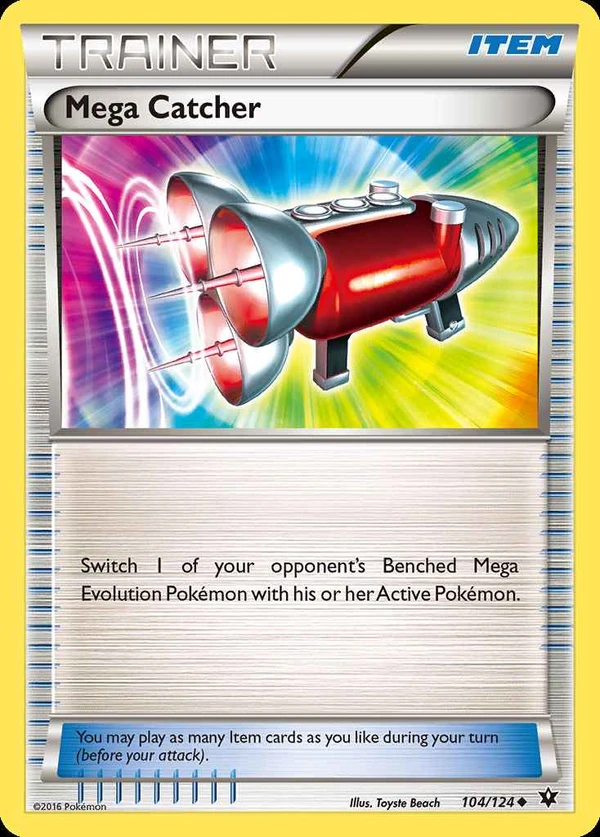 TRAINER
ITEM
Mega Catcher
Switch 1 of your opponent's Benched Mega
Evolution Pokémon with his or her Active Pokémon.
You may play as many Item cards as you like during your turn
(before your attack).
©2016 Pokémon
Illus. Toyste Beach
104/124